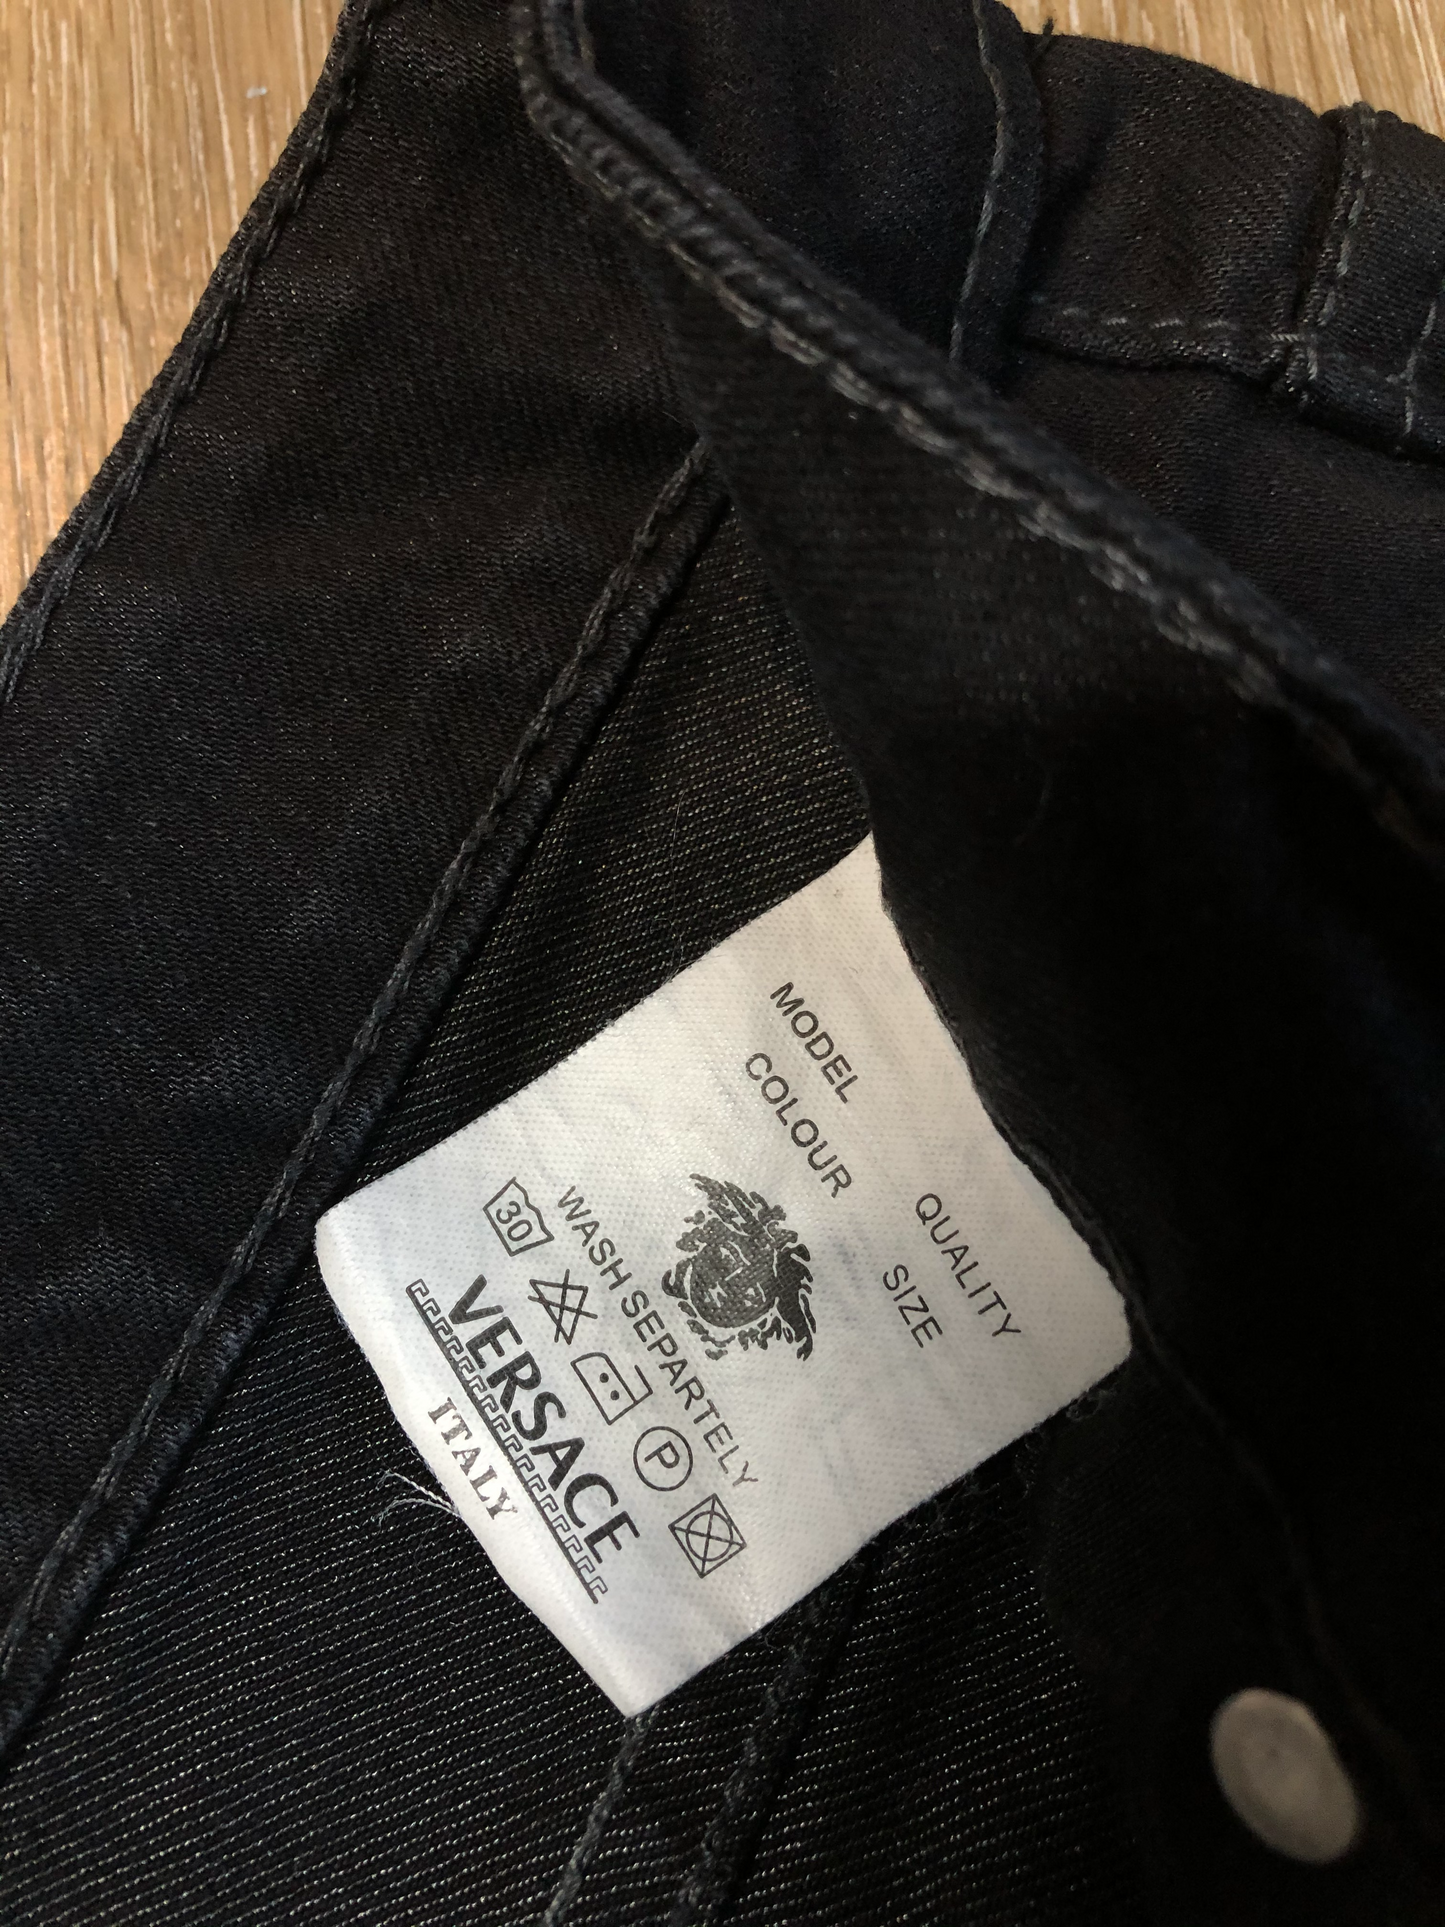 MODEL
COLOUR
QUALITY
SIZE
WASH SEPARTELY
30
P
VERSACE
ITALY